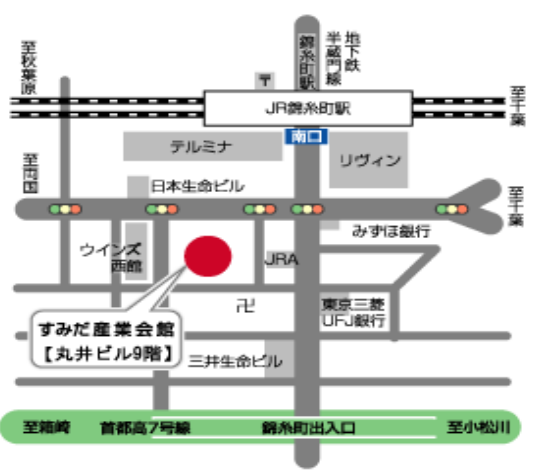 至秋葉原
錦糸町駅
地下鉄
半蔵門線
〒
JR錦糸町駅
至千葉
南口
テルミナ
リヴィン
至両国
日本生命ビル
至千葉
みずほ銀行
ウインズ
西館
JRA
卍
東京三菱
UFJ銀行
すみだ産業会館
【丸井ビル9階】
三井生命ビル
至箱崎
首都高7号線
錦糸町出入口
至小松川